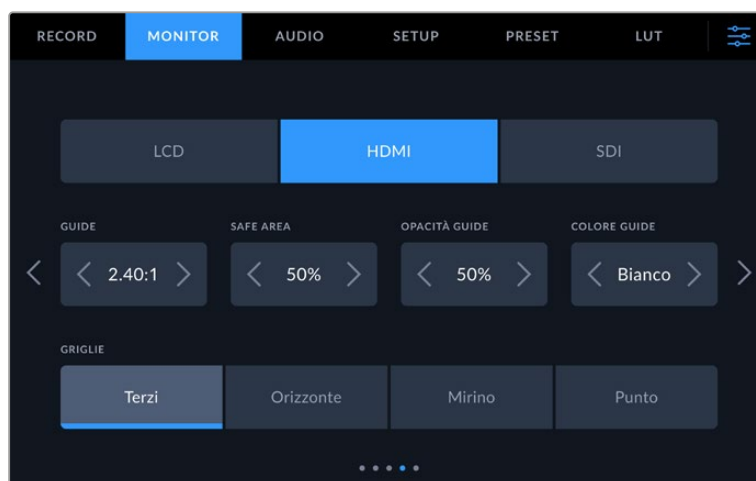 RECORD MONITOR AUDIO SETUP PRESET LUT
LCD HDMI SDI
GUIDE SAFE AREA OPACITÀ GUIDE COLORE GUIDE
2.40:1 50% 50% Bianco
GRIGLIE
Terzi Orizzonte Mirino Punto